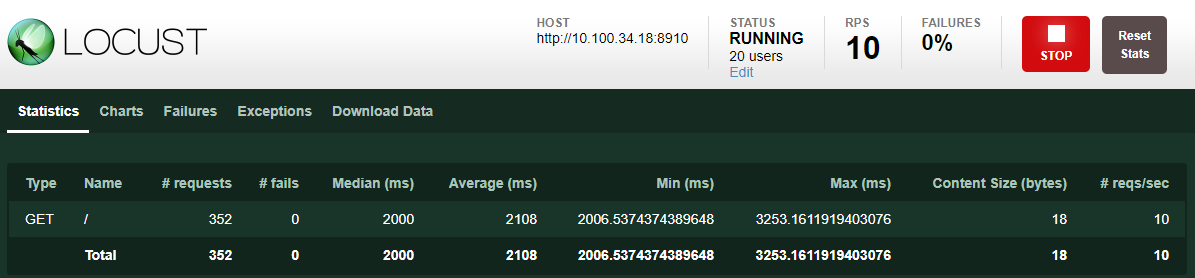 LOCUST
HOST
http://10.100.34.18:8910
STATUS
RUNNING
20 users
Edit
RPS
10
FAILURES
0%
STOP
Reset
Stats
Statistics Charts Failures Exceptions Download Data
Type Name # requests # fails Median (ms) Average (ms) Min (ms) Max (ms) Content Size (bytes) # reqs/sec
GET / 352 0 2000 2108 2006.5374374389648 3253.1611919403076 18 10
Total 352 0 2000 2108 2006.5374374389648 3253.1611919403076 18 10